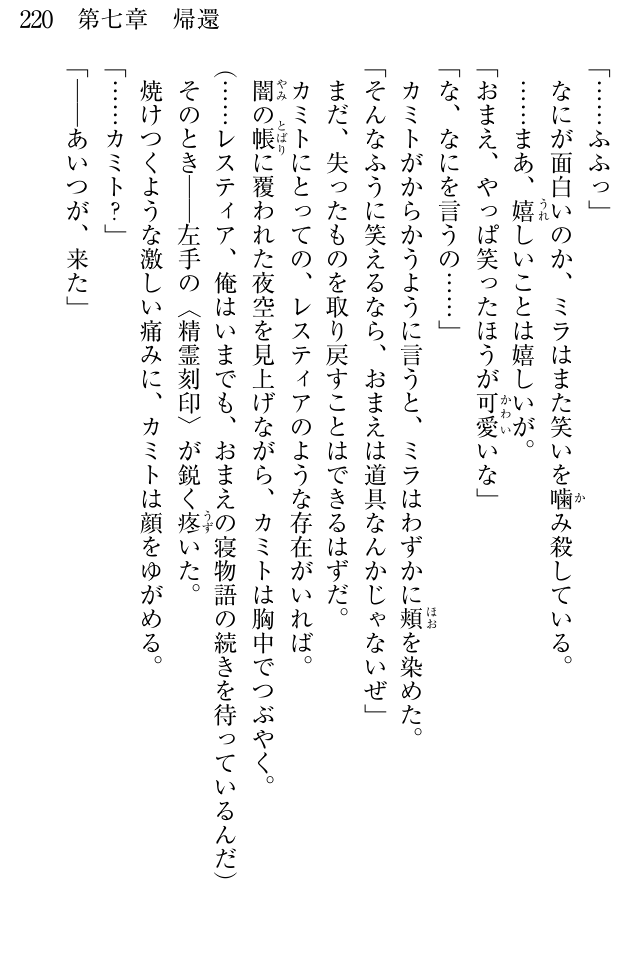 220　第七章　帰還
「……ふふっ」
なにが面白いのか、ミラはまた笑いを噛み殺している。
……まあ、嬉しいことは嬉しいが。
「おまえ、やっぱ笑ったほうが可愛いな」
「な、なにを言うの……」
カミトがからかうように言うと、ミラはわずかに頬を染めた。
「そんなふうに笑えるなら、おまえは道具なんかじゃないぜ」
まだ、失ったものを取り戻すことはできるはずだ。
カミトにとっての、レスティアのような存在がいれば。
闇の帳に覆われた夜空を見上げながら、カミトは胸中でつぶやく。
(……レスティア、俺はいまでも、おまえの寝物語の続きを待っているんだ)
そのとき――左手の〈精霊刻印〉が鋭く疼いた。
焼けつくような激しい痛みに、カミトは顔をゆがめる。
「……カミト？」
「――あいつが、来た」